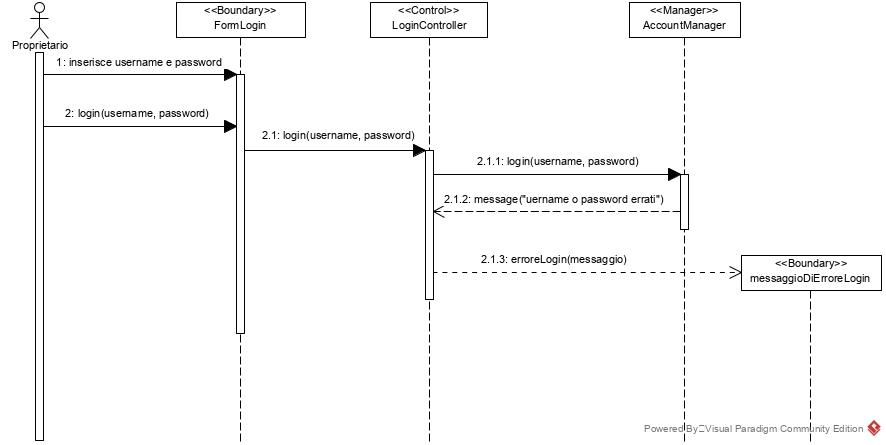 <<Boundary>>
FormLogin
<<Control>>
LoginController
<<Manager>>
AccountManager
Proprietario
1: inserisce username e password
2: login(username, password)
2.1: login(username, password)
2.1.1: login(username, password)
2.1.2: message("uername o password errati")
2.1.3: erroreLogin(messaggio)
<<Boundary>>
messaggioDiErroreLogin
Powered By Visual Paradigm Community Edition